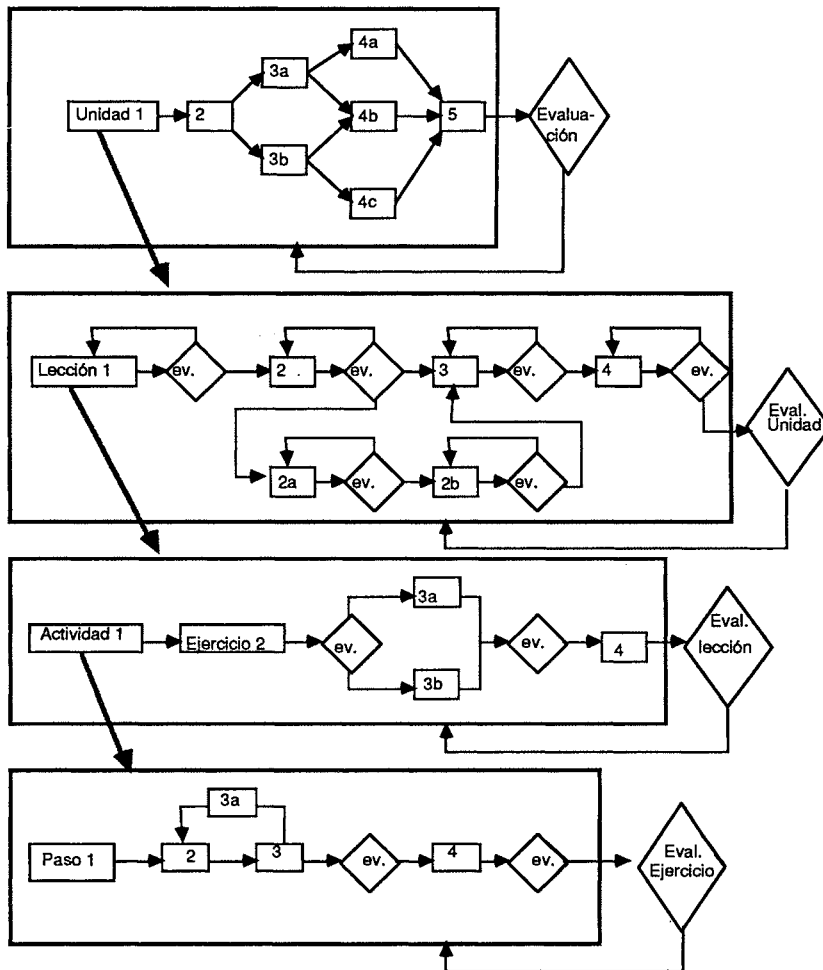 4a
3a
Unidad 1
2
4b
5
Evalua-
ción
3b
4c
Lección 1
ev.
2
ev.
3
ev.
4
ev.
Eval.
Unidad
2a
ev.
2b
ev.
3a
Actividad 1
Ejercicio 2
ev.
ev.
4
Eval.
lección
3b
3a
Paso 1
2
3
ev.
4
ev.
Eval.
Ejercicio